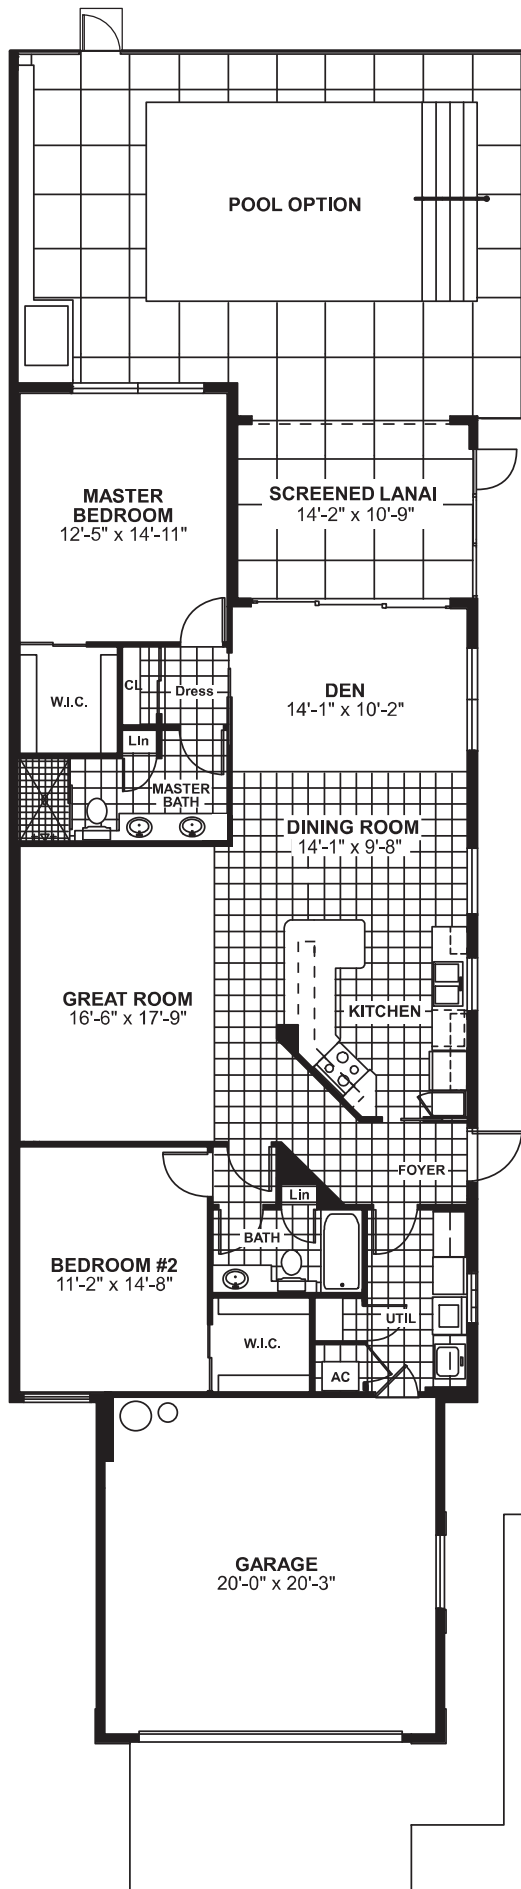 POOL OPTION
MASTER
BEDROOM
12'-5" x 14'-11"
SCREENED LANAI
14'-2" x 10'-9"
W.I.C.
CL
Dress
DEN
14'-1" x 10'-2"
LIn
MASTER
BATH
DINING ROOM
14'-1" x 9'-8"
GREAT ROOM
16'-6" x 17'-9"
KITCHEN
FOYER
Lin
BATH
BEDROOM #2
11'-2" x 14'-8"
UTIL
W.I.C.
AC
GARAGE
20'-0" x 20'-3"